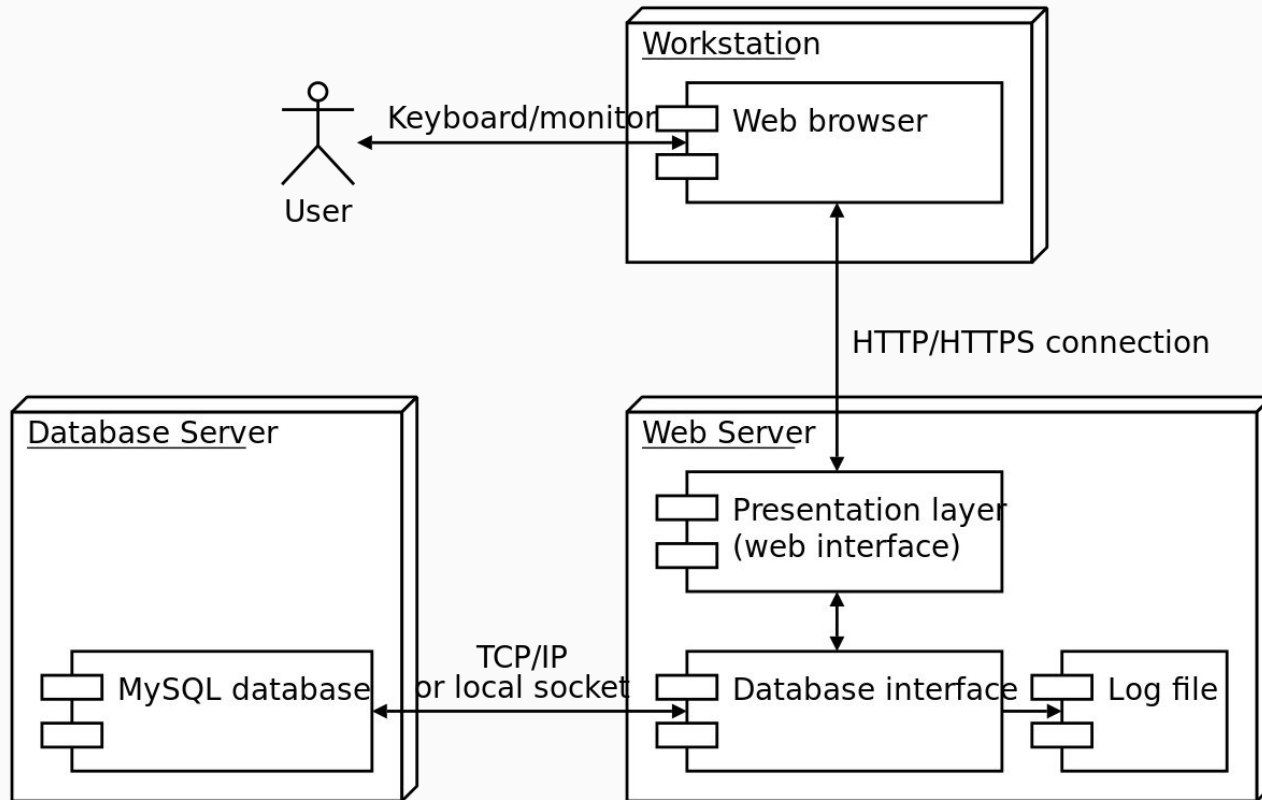 Workstation
Keyboard/monitor
Web browser
User
HTTP/HTTPS connection
Database Server
Web Server
Presentation layer
(web interface)
TCP/IP
or local socket
MySQL database
Database interface
Log file